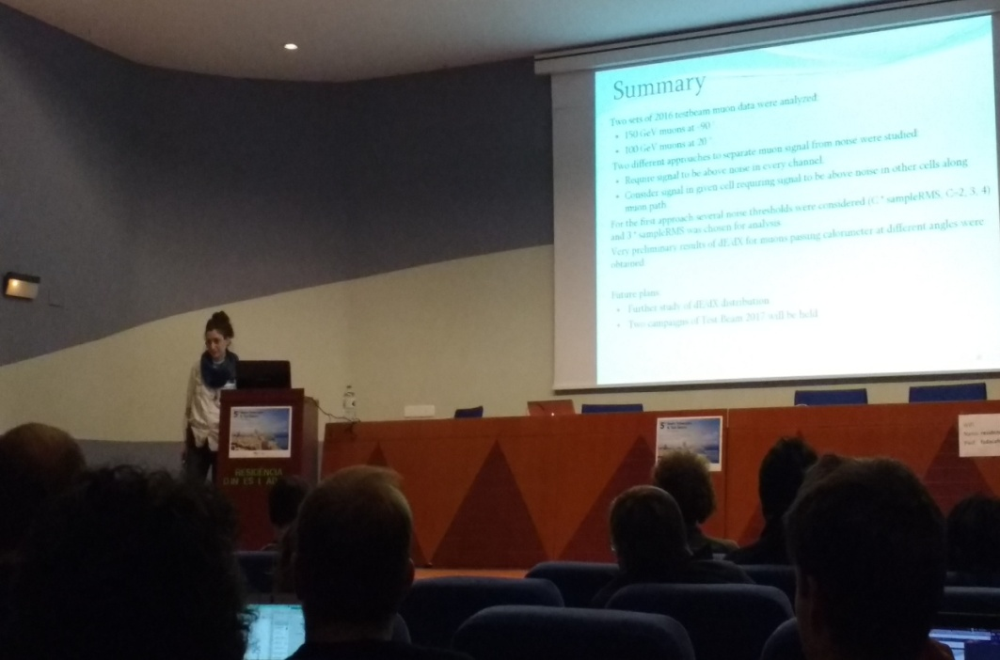 Summary
Two sets of 2016 testbeam muon data were analyzed:
• 150 GeV muons at -90°
• 100 GeV muons at 20°
Two different approaches to separate muon signal from noise were studied:
• Require signal to be above noise in every channel.
• Consider signal in given cell requiring signal to be above noise in other cells along
muon path
For the first approach several noise thresholds were considered (C * sampleRMS, C=2, 3, 4)
and 3 * sampleRMS was chosen for analysis
Very preliminary results of dE/dX for muons passing calorimeter at different angles were
obtained
Future plans
• Further study of dE/dX distribution
• Two campaigns of Test Beam 2017 will be held
RESIDÈNCIA